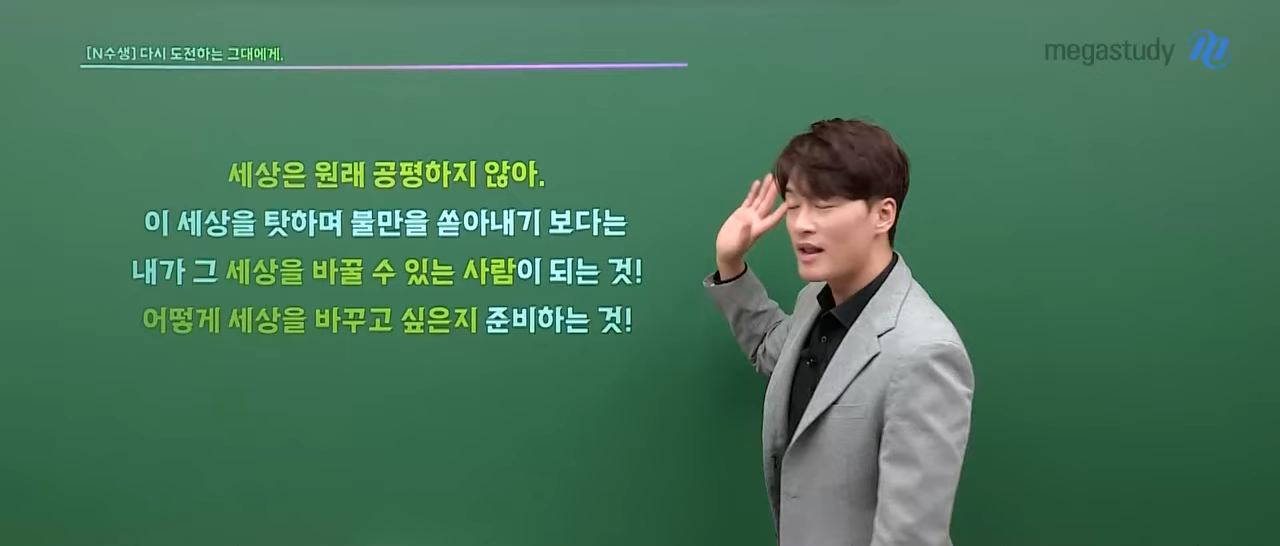 [N수생] 다시 도전하는 그대에게.
megastudy
세상은 원래 공평하지 않아.
이 세상을 탓하며 불만을 쏟아내기 보다는
내가 그 세상을 바꿀 수 있는 사람이 되는 것!
어떻게 세상을 바꾸고 싶은지 준비하는 것!